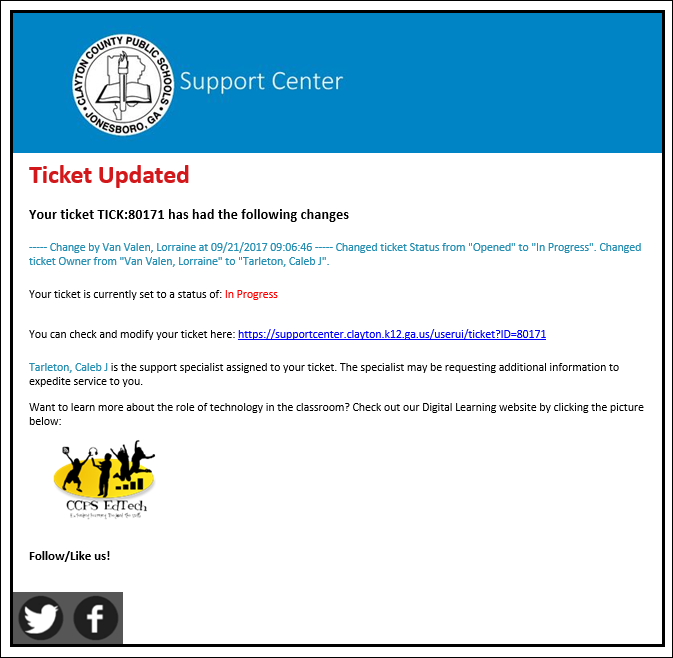 CLAYTON COUNTY PUBLIC SCHOOLS
JONESBORO, GA.
Support Center
Ticket Updated
Your ticket TICK:80171 has had the following changes
----- Change by Van Valen, Lorraine at 09/21/2017 09:06:46 ----- Changed ticket Status from "Opened" to "In Progress". Changed
ticket Owner from "Van Valen, Lorraine" to "Tarleton, Caleb J".
Your ticket is currently set to a status of: In Progress
You can check and modify your ticket here: https://supportcenter.clayton.k12.ga.us/userui/ticket?ID=80171
Tarleton, Caleb J is the support specialist assigned to your ticket. The specialist may be requesting additional information to
expedite service to you.
Want to learn more about the role of technology in the classroom? Check out our Digital Learning website by clicking the picture
below:
CCPS EdTech
Follow/Like us!